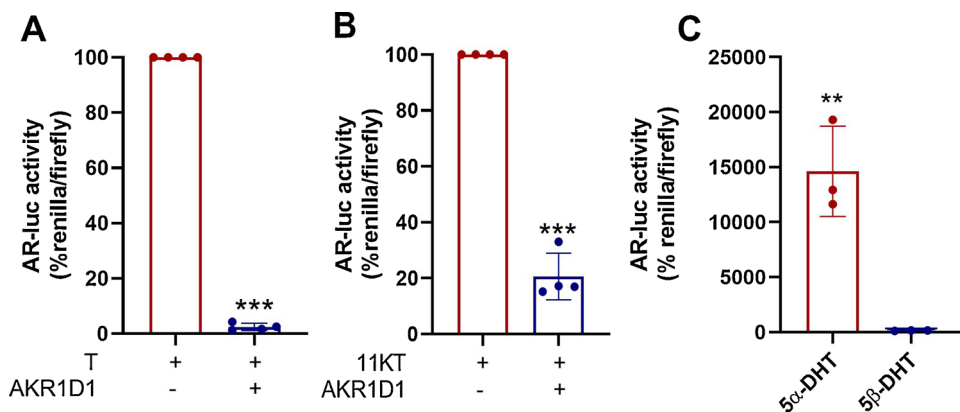 A
AR-luc activity
(%renilla/firefly)
100
80
60
40
20
0
***
T + +
AKR1D1 - +
B
AR-luc activity
(%renilla/firefly)
100
80
60
40
20
0
***
11KT + +
AKR1D1 - +
C
AR-luc activity
(% renilla/firefly)
25000
20000
15000
10000
5000
0
**
5α-DHT
5β-DHT